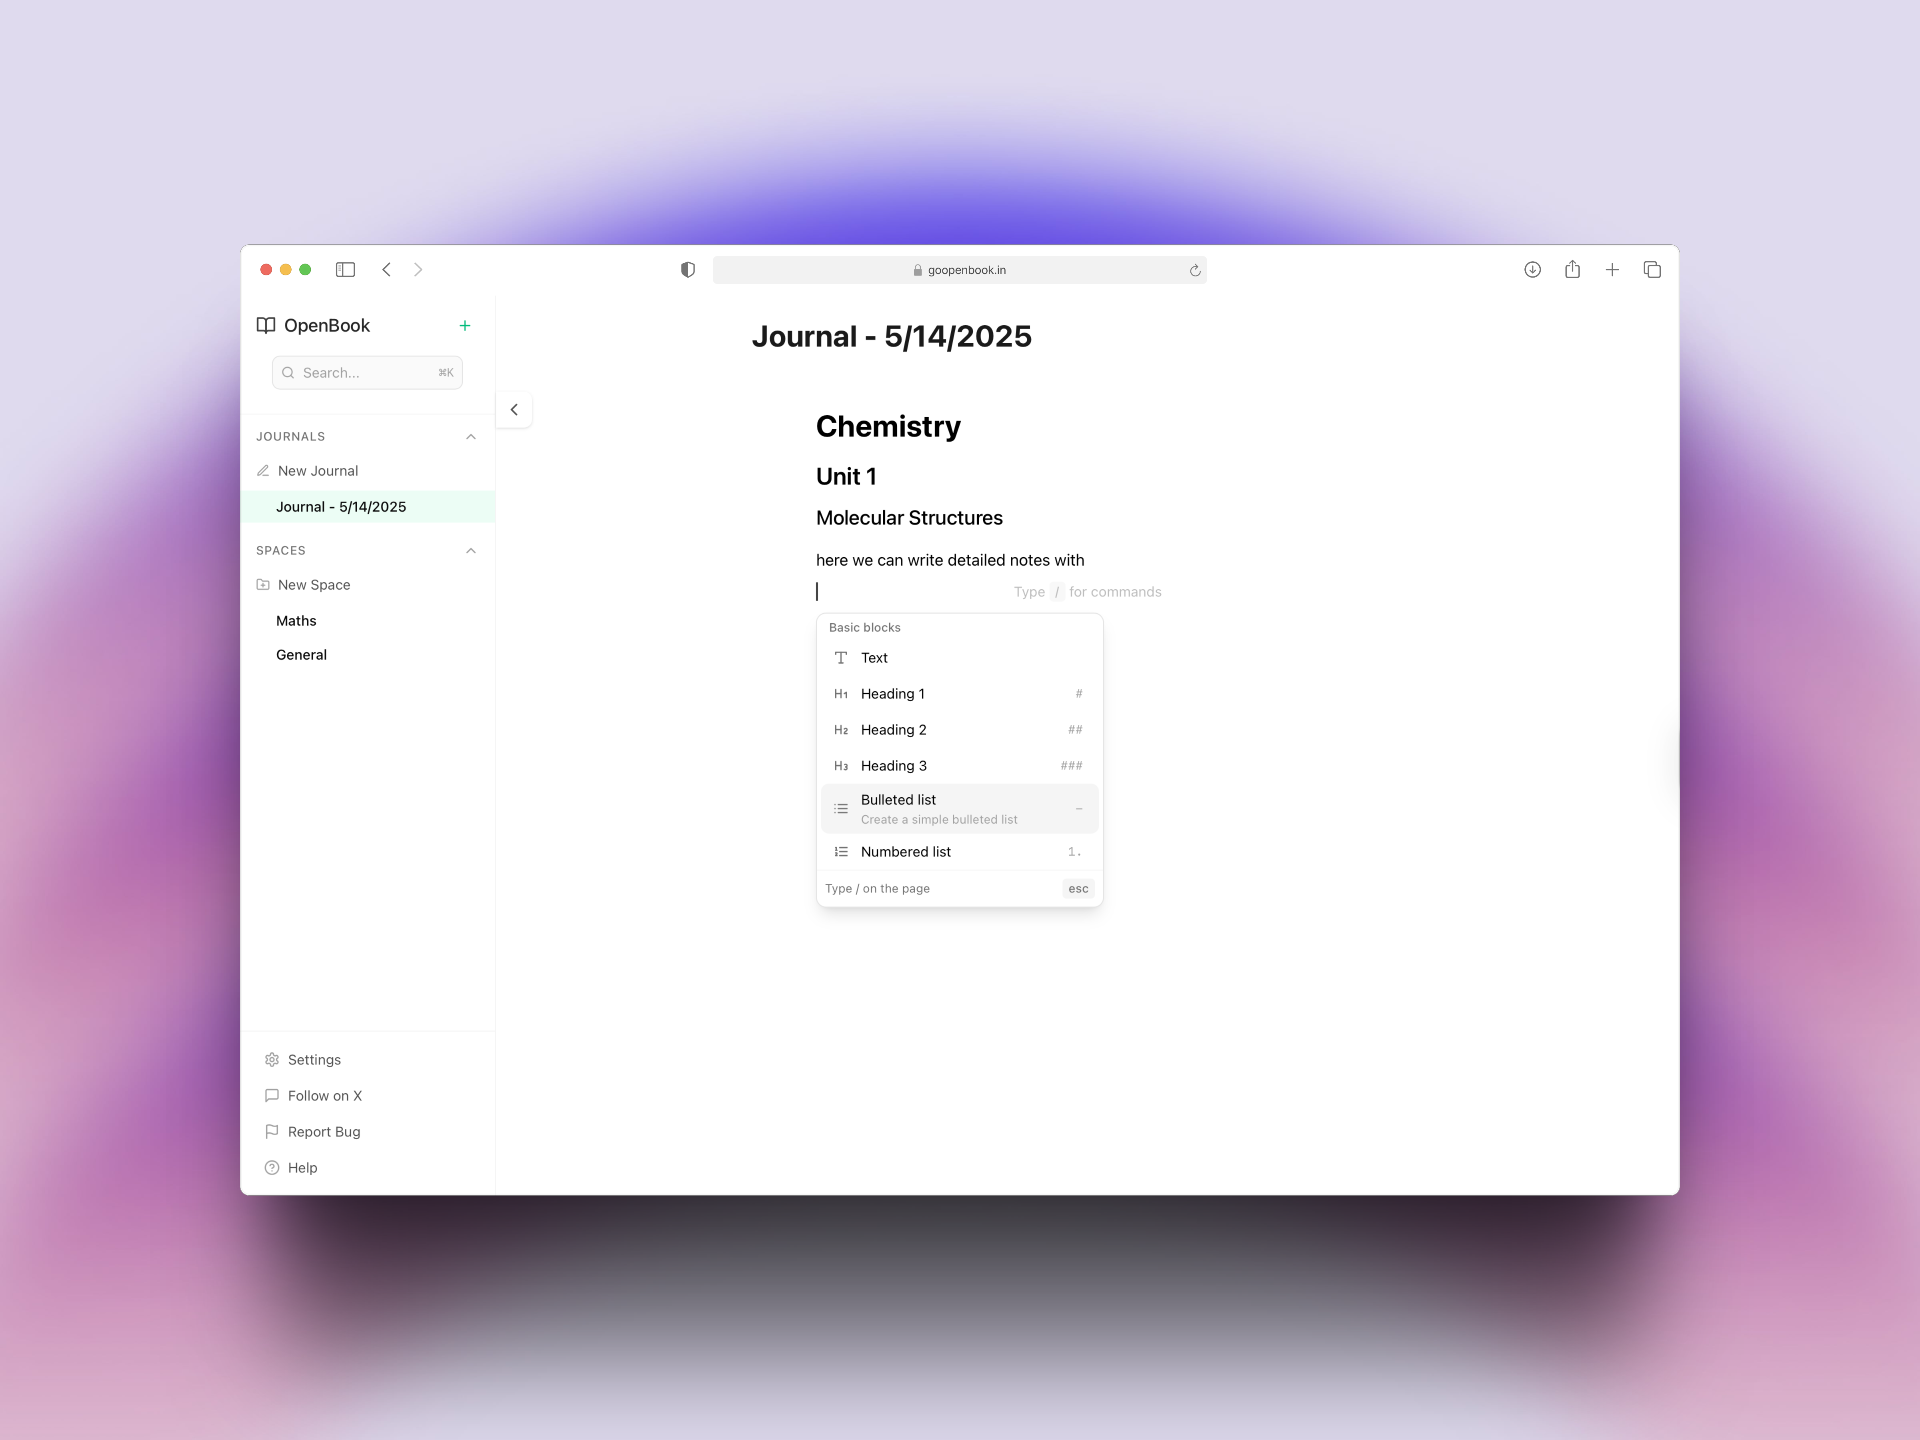 goopenbook.in
OpenBook
Search... ⌘K
JOURNALS
New Journal
Journal - 5/14/2025
SPACES
New Space
Maths
General
Settings
Follow on X
Report Bug
Help
Journal - 5/14/2025
Chemistry
Unit 1
Molecular Structures
here we can write detailed notes with
Type / for commands
Basic blocks
Text
H1 Heading 1 #
H2 Heading 2 ##
H3 Heading 3 ###
Bulleted list –
Create a simple bulleted list
Numbered list 1.
Type / on the page esc